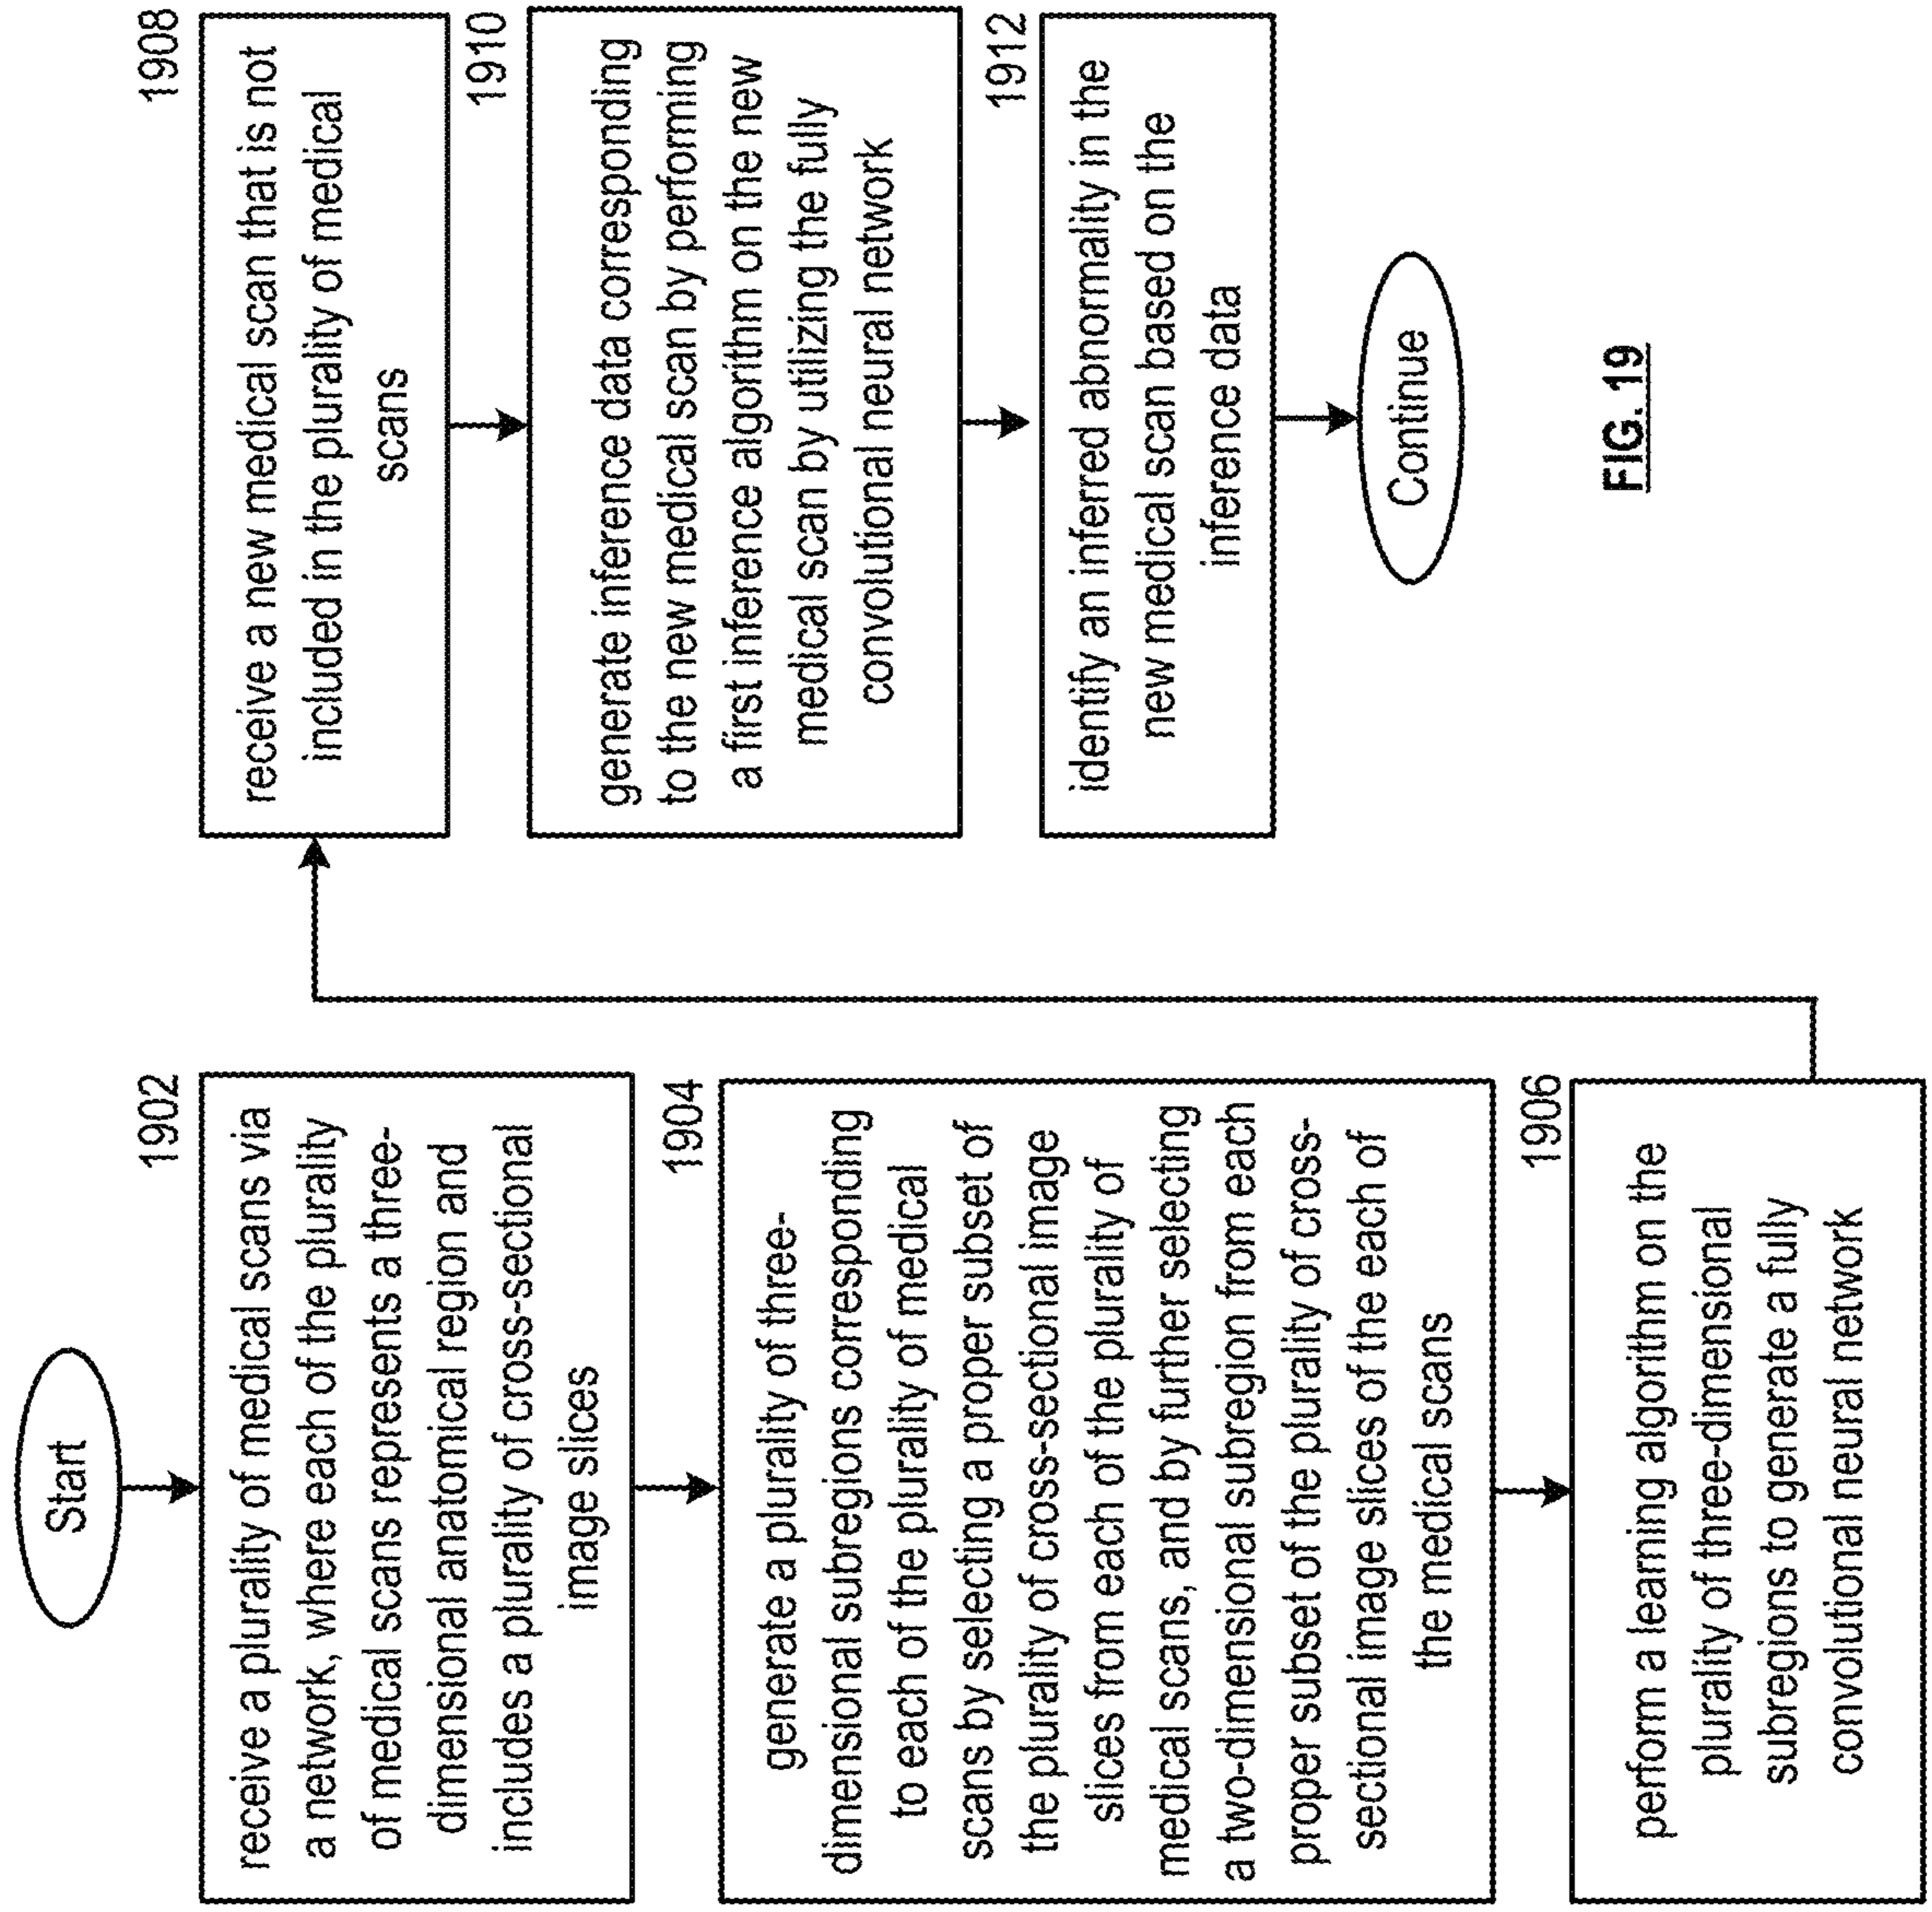 Start
1902
receive a plurality of medical scans via
a network, where each of the plurality
of medical scans represents a three-
dimensional anatomical region and
includes a plurality of cross-sectional
image slices
1904
generate a plurality of three-
dimensional subregions corresponding
to each of the plurality of medical
scans by selecting a proper subset of
the plurality of cross-sectional image
slices from each of the plurality of
medical scans, and by further selecting
a two-dimensional subregion from each
proper subset of the plurality of cross-
sectional image slices of the each of
the medical scans
1906
perform a learning algorithm on the
plurality of three-dimensional
subregions to generate a fully
convolutional neural network
1908
receive a new medical scan that is not
included in the plurality of medical
scans
1910
generate inference data corresponding
to the new medical scan by performing
a first inference algorithm on the new
medical scan by utilizing the fully
convolutional neural network
1912
identify an inferred abnormality in the
new medical scan based on the
inference data
Continue
FIG. 19